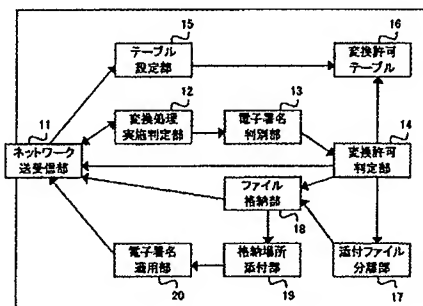 15
テーブル
設定部
16
変換許可
テーブル
12
変換処理
実施判定部
13
電子署名
判別部
11
ネットワーク
送受信部
14
変換許可
判定部
ファイル
格納部
18
電子署名
適用部
20
格納場所
添付部
19
添付ファイル
分離部
17